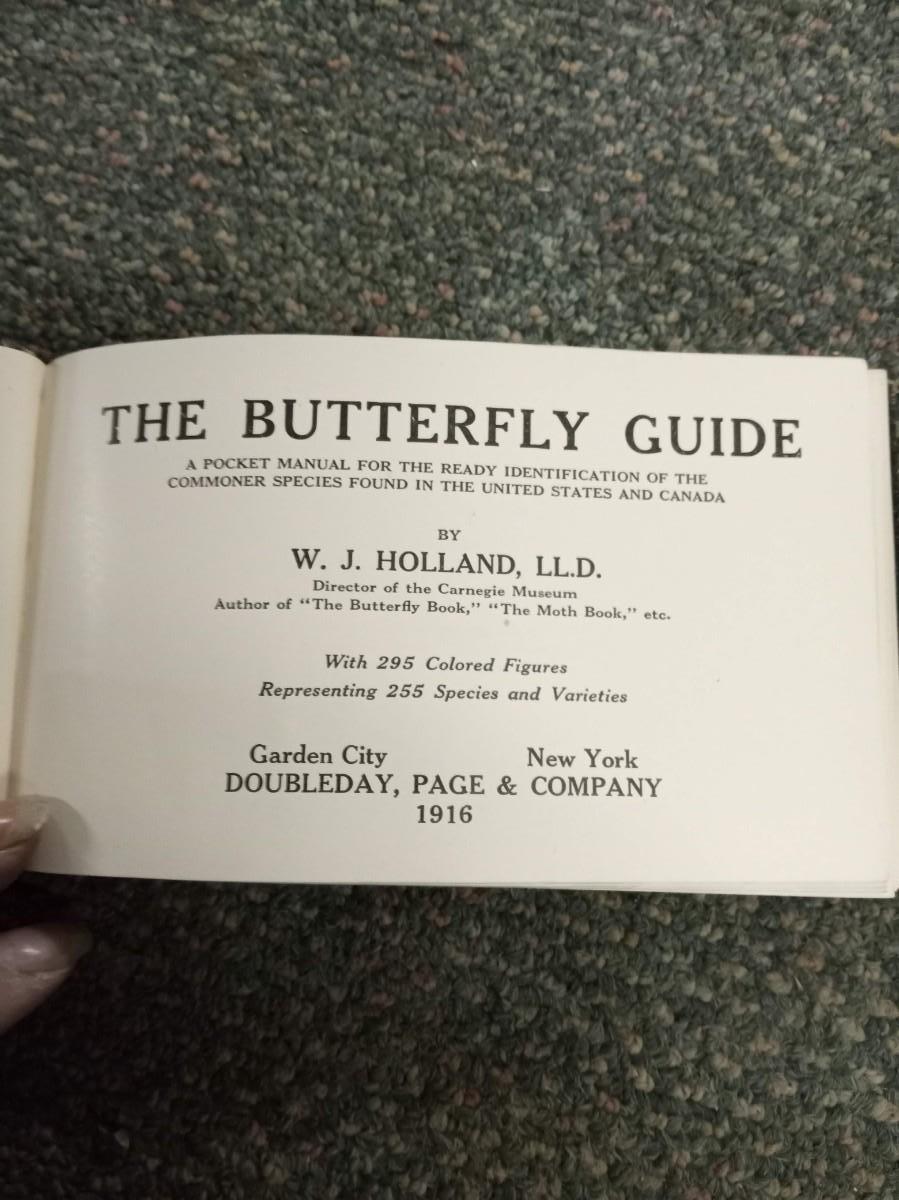 THE BUTTERFLY GUIDE
A POCKET MANUAL FOR THE READY IDENTIFICATION OF THE
COMMONER SPECIES FOUND IN THE UNITED STATES AND CANADA
BY
W. J. HOLLAND, LL.D.
Director of the Carnegie Museum
Author of “The Butterfly Book,” “The Moth Book,” etc.
With 295 Colored Figures
Representing 255 Species and Varieties
Garden City New York
DOUBLEDAY, PAGE & COMPANY
1916